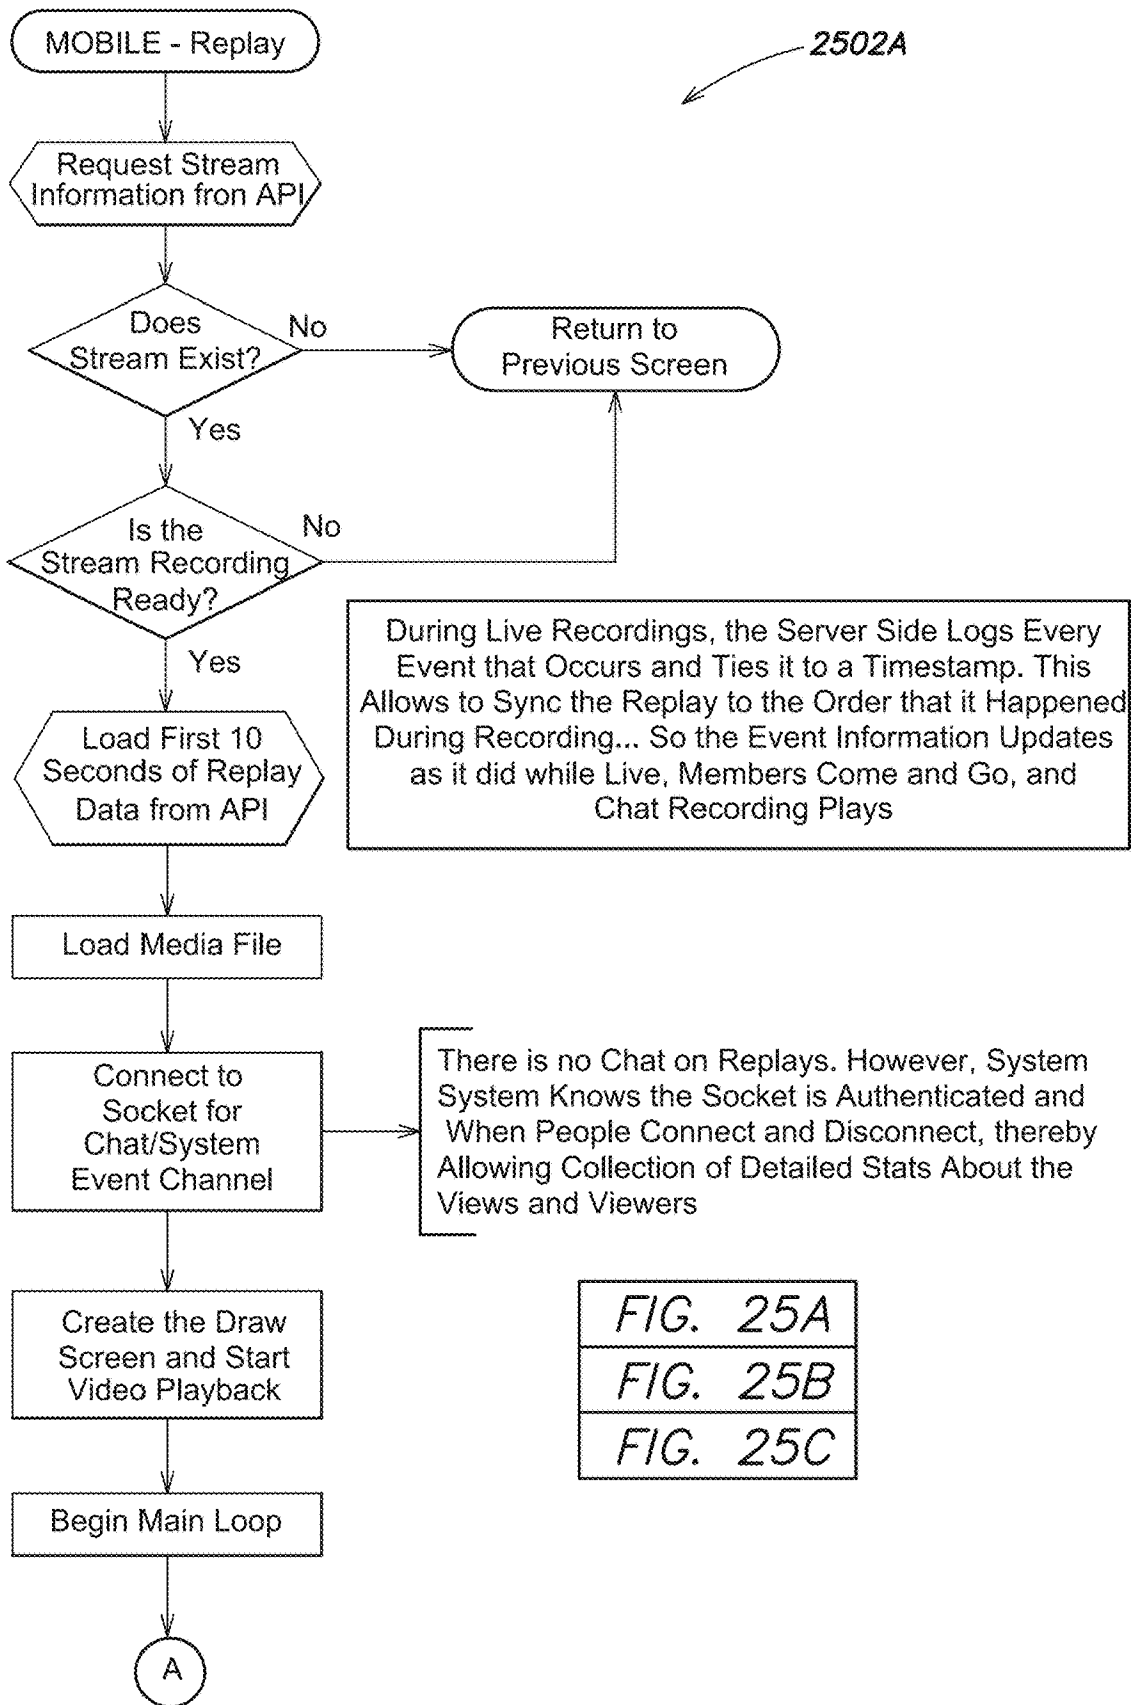 MOBILE - Replay
2502A
Request Stream
Information fron API
Does
Stream Exist?
No
Return to
Previous Screen
Yes
Is the
Stream Recording
Ready?
No
Yes
During Live Recordings, the Server Side Logs Every
Event that Occurs and Ties it to a Timestamp. This
Allows to Sync the Replay to the Order that it Happened
During Recording... So the Event Information Updates
as it did while Live, Members Come and Go, and
Chat Recording Plays
Load First 10
Seconds of Replay
Data from API
Load Media File
Connect to
Socket for
Chat/System
Event Channel
There is no Chat on Replays. However, System
System Knows the Socket is Authenticated and
When People Connect and Disconnect, thereby
Allowing Collection of Detailed Stats About the
Views and Viewers
Create the Draw
Screen and Start
Video Playback
FIG. 25A
FIG. 25B
FIG. 25C
Begin Main Loop
A